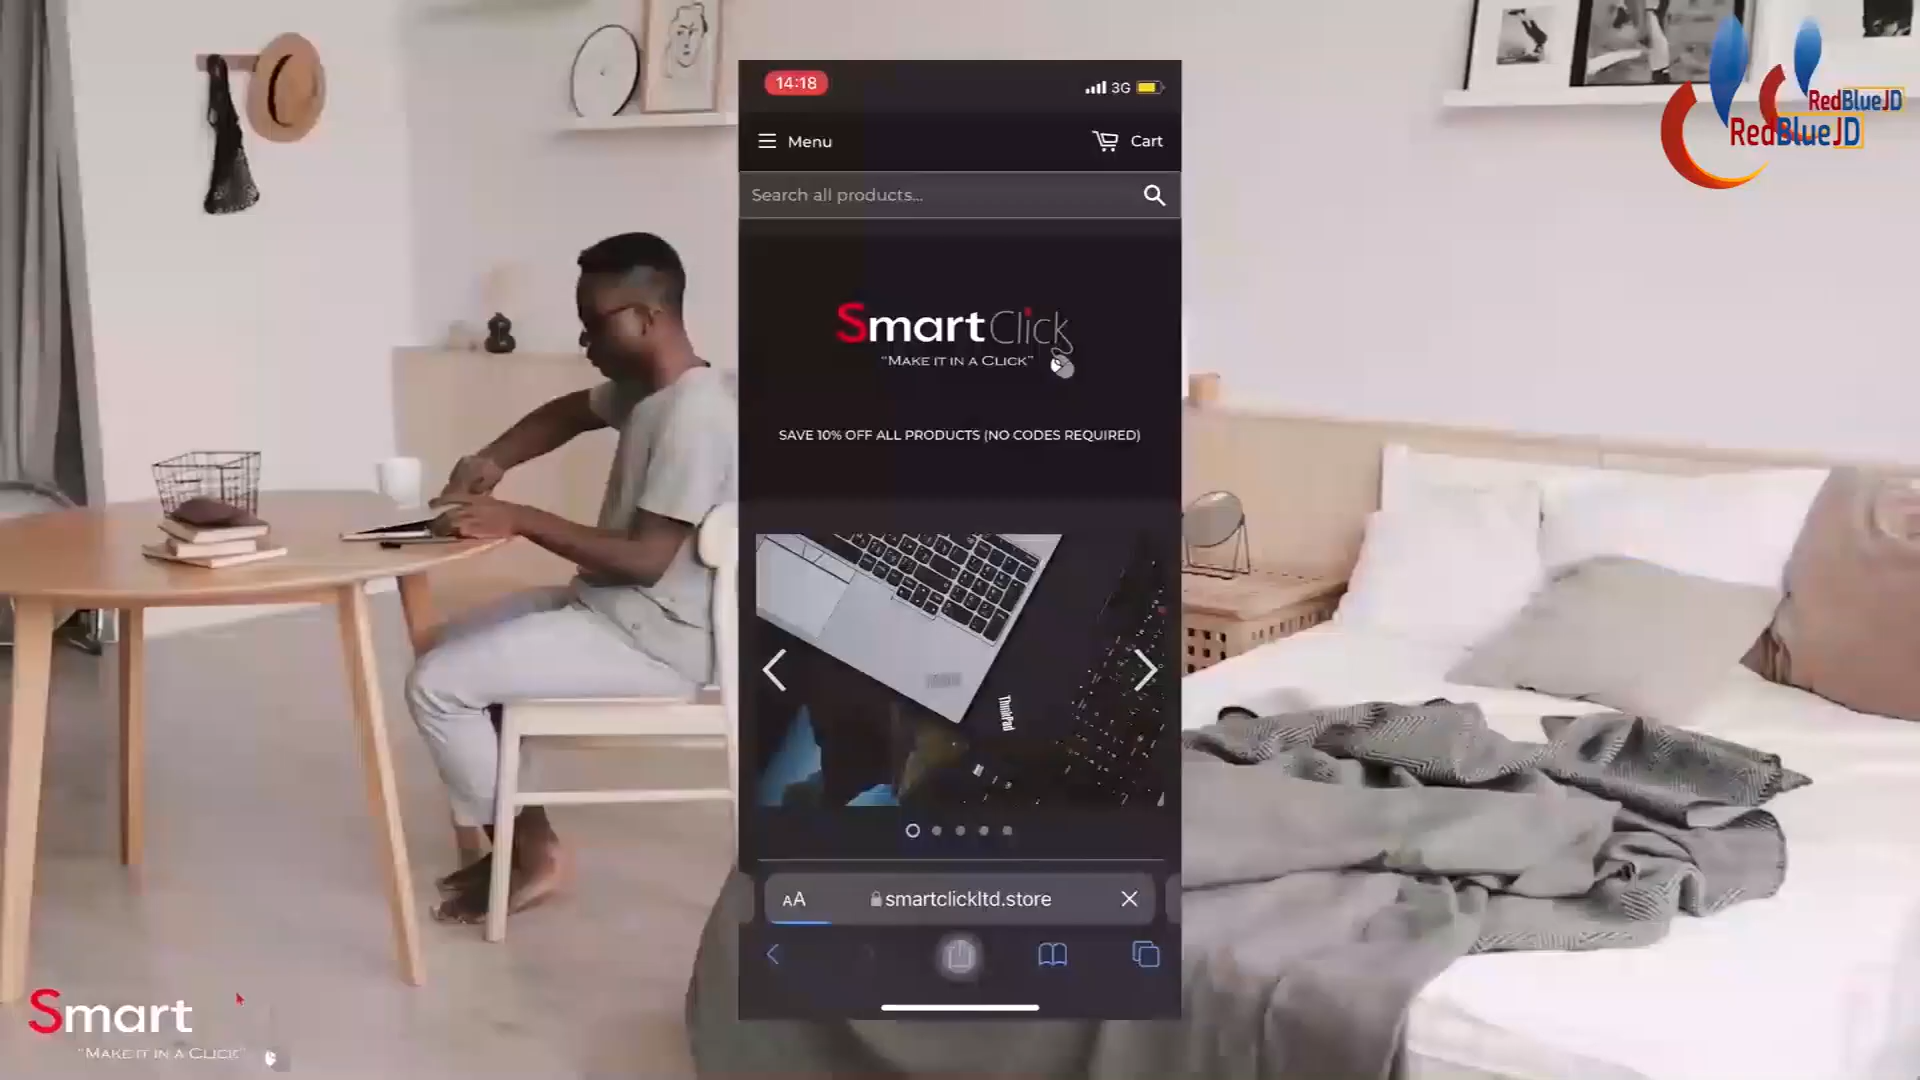 14:18
3G
Menu
Cart
Search all products...
SmartClick
"MAKE IT IN A CLICK"
SAVE 10% OFF ALL PRODUCTS (NO CODES REQUIRED)
ThinkPad
AA
smartclickltd.store
RedBlueJD
RedBlueJD
Smart
"MAKE IT IN A CLICK"